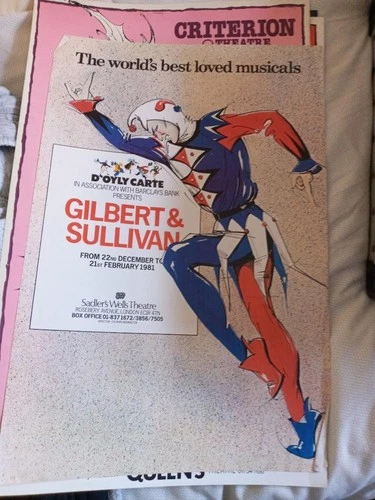 CRITERION
THEATRE
The world's best loved musicals
D'OYLY CARTE
IN ASSOCIATION WITH BARCLAYS BANK
PRESENTS
GILBERT &
SULLIVAN
FROM 22ND DECEMBER TO
21ST FEBRUARY 1981
Sadler's Wells Theatre
ROSEBERY AVENUE, LONDON EC1R 4TN
BOX OFFICE 01-837 1672/3856/7505
QUEEN'S